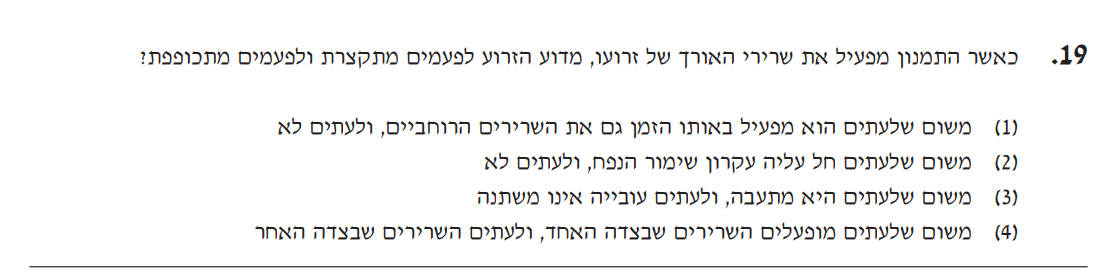 19. כאשר התמנון מפעיל את שרירי האורך של זרועו, מדוע הזרוע לפעמים מתקצרת ולפעמים מתכופפת?
(1) משום שלעתים הוא מפעיל באותו הזמן גם את השרירים הרוחביים, ולעתים לא
(2) משום שלעתים חל עליה עקרון שימור הנפח, ולעתים לא
(3) משום שלעתים היא מתעבה, ולעתים עובייה אינו משתנה
(4) משום שלעתים מופעלים השרירים שבצדה האחד, ולעתים השרירים שבצדה האחר